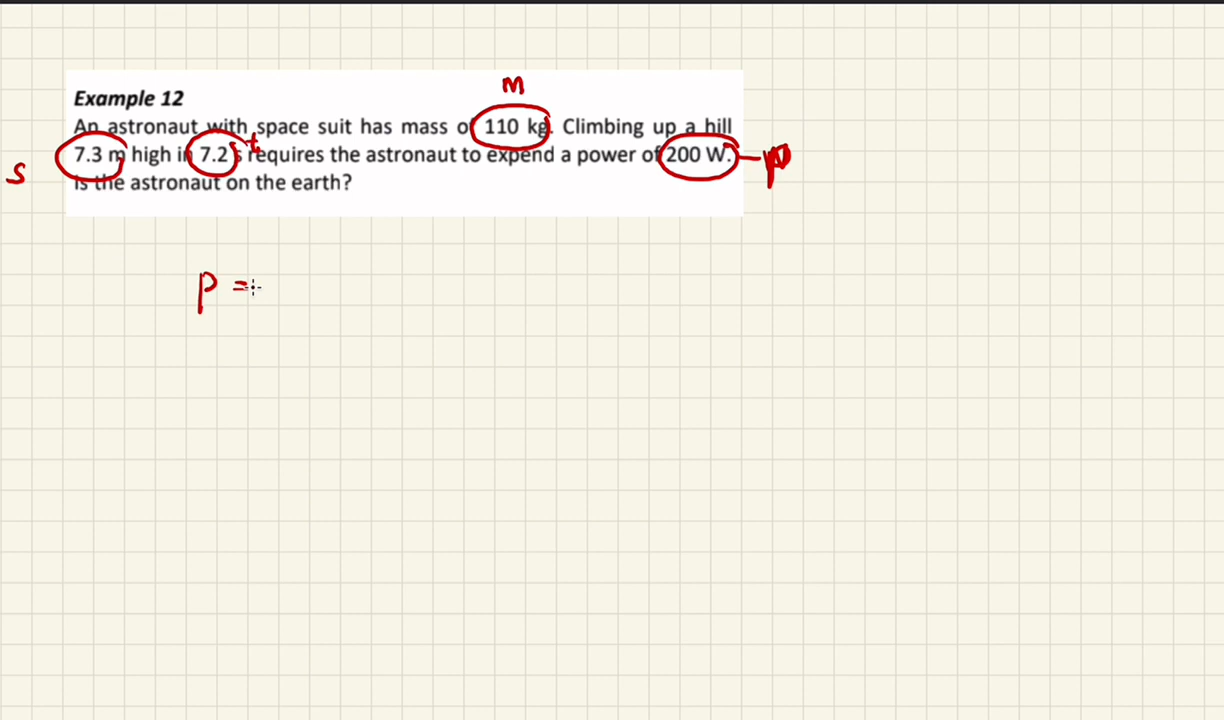 Example 12
m
An astronaut with space suit has mass of 110 kg. Climbing up a hill
7.3 m high in 7.2 s requires the astronaut to expend a power of 200 W.
t
P
s
Is the astronaut on the earth?
P =